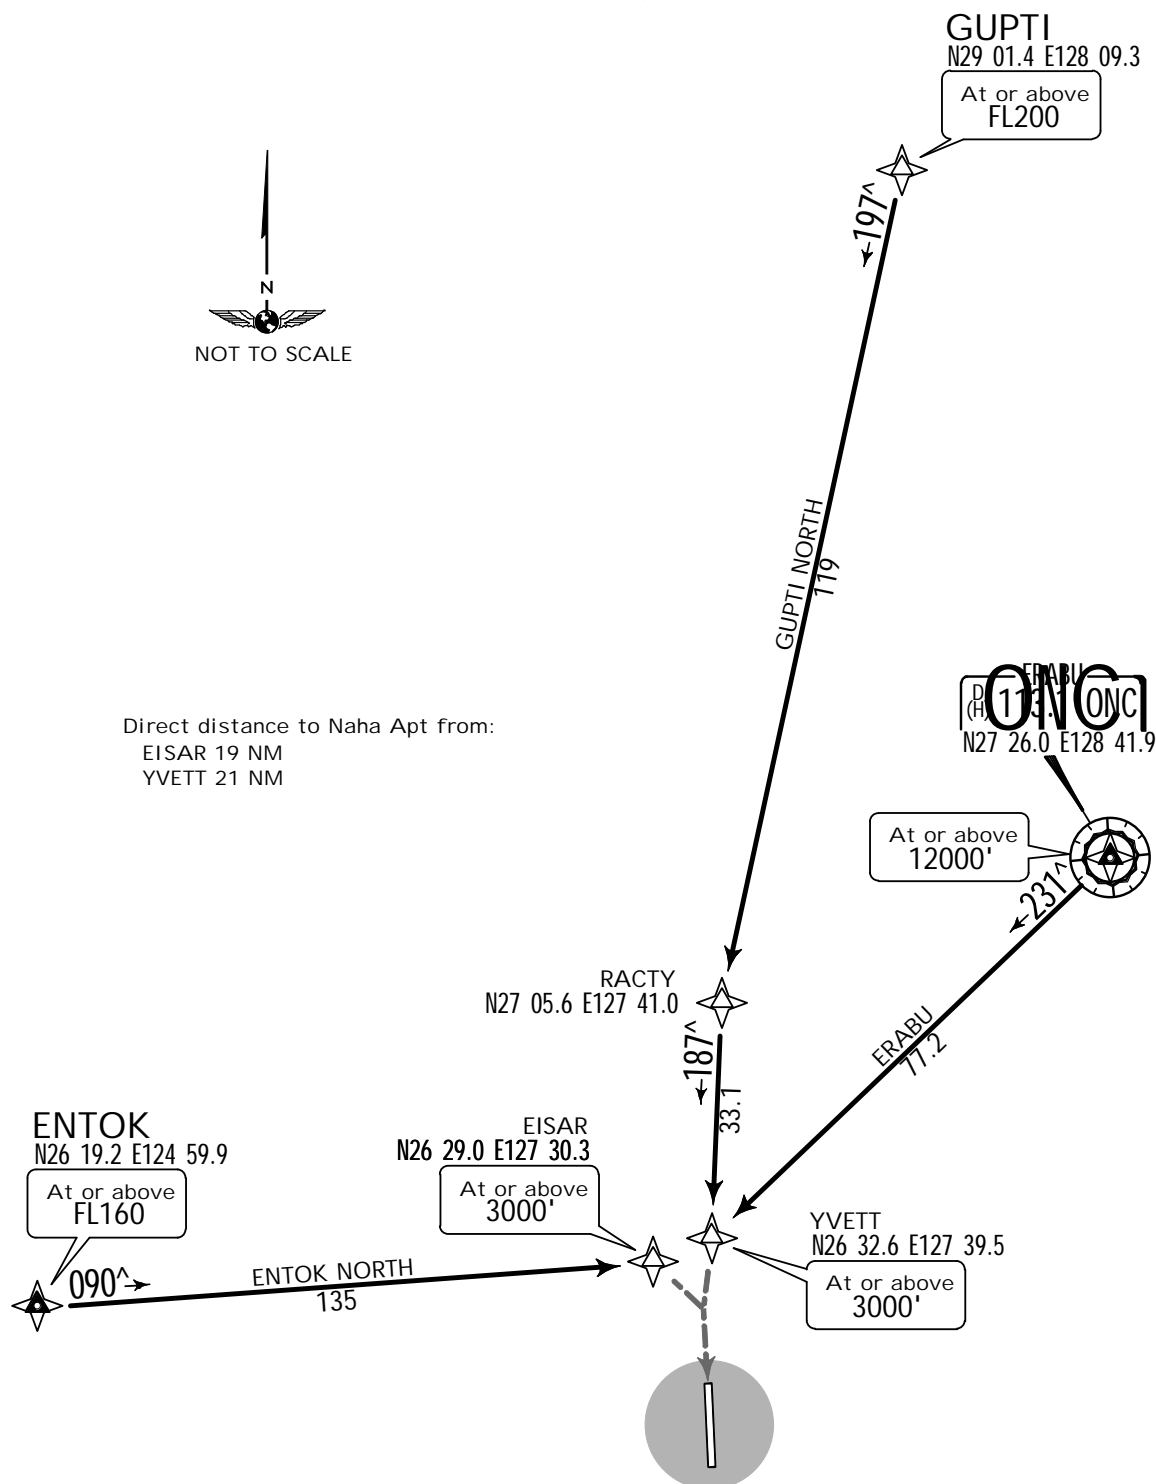 GUPTI
N29 01.4 E128 09.3
At or above
FL200
197^
N
NOT TO SCALE
GUPTI NORTH
119
Direct distance to Naha Apt from:
EISAR 19 NM
YVETT 21 NM
ERABU
D
(H) 113.1 ONC
ONC
N27 26.0 E128 41.9
At or above
12000'
231^
ERABU
77.2
RACTY
N27 05.6 E127 41.0
187^
33.1
ENTOK
N26 19.2 E124 59.9
At or above
FL160
090^
ENTOK NORTH
135
EISAR
N26 29.0 E127 30.3
At or above
3000'
YVETT
N26 32.6 E127 39.5
At or above
3000'